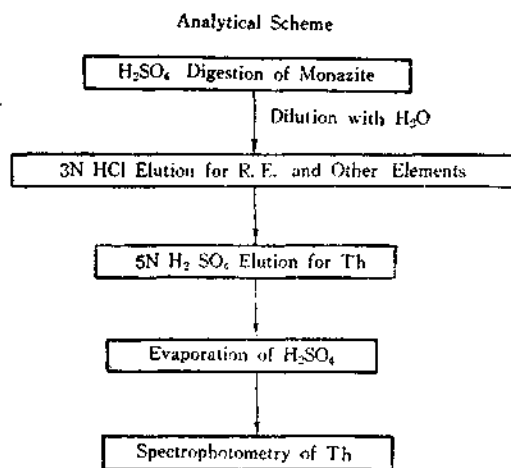 Analytical Scheme
H₂SO₄ Digestion of Monazite
Dilution with H₂O
3N HCl Elution for R. E. and Other Elements
5N H₂ SO₄ Elution for Th
Evaporation of H₂SO₄
Spectrophotometry of Th